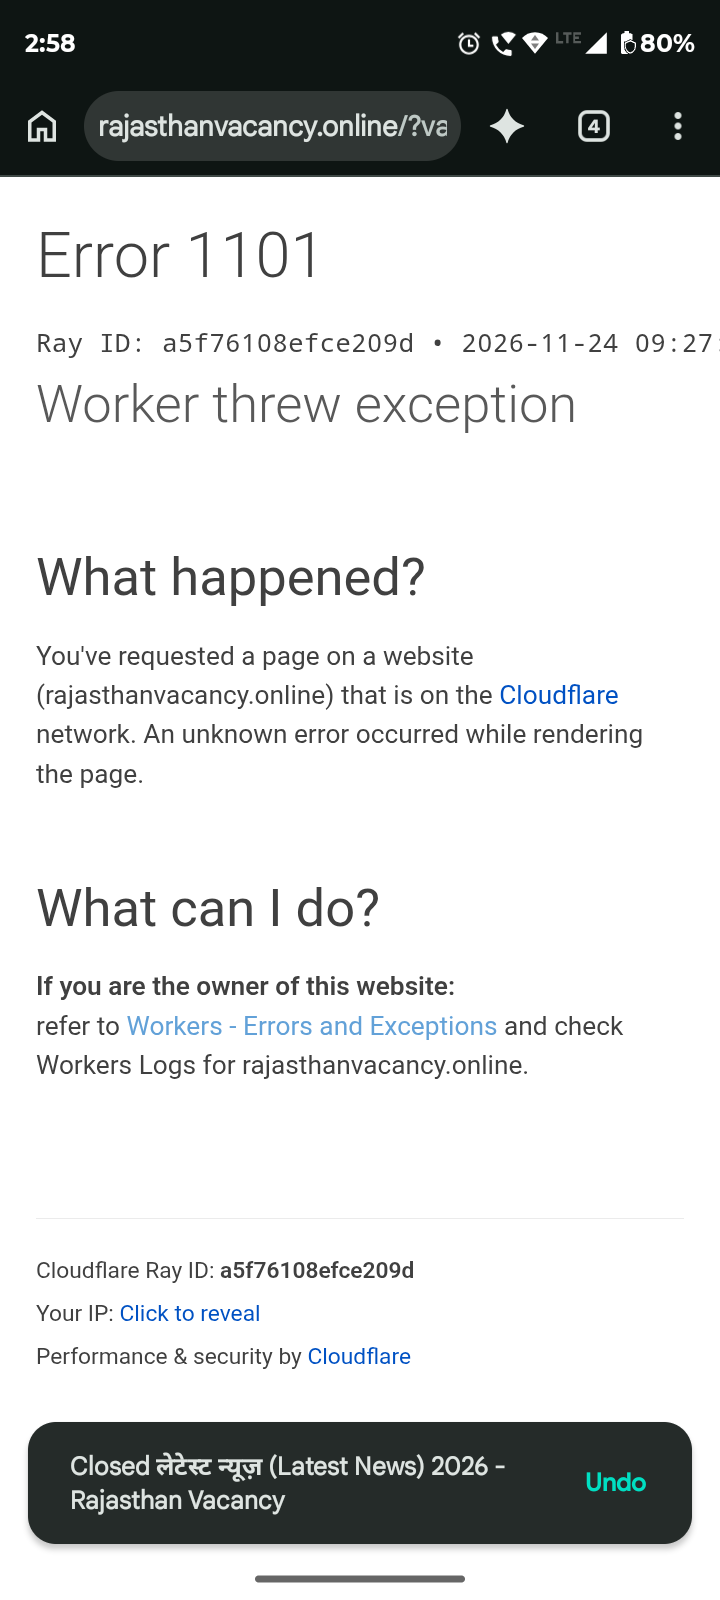 2:58
LTE
80%
rajasthanvacancy.online/?va
4
Error 1101
Ray ID: a5f76108efce209d • 2026-11-24 09:27:
Worker threw exception
What happened?
You've requested a page on a website
(rajasthanvacancy.online) that is on the Cloudflare
network. An unknown error occurred while rendering
the page.
What can I do?
If you are the owner of this website:
refer to Workers - Errors and Exceptions and check
Workers Logs for rajasthanvacancy.online.
Cloudflare Ray ID: a5f76108efce209d
Your IP: Click to reveal
Performance & security by Cloudflare
Closed लेटेस्ट न्यूज़ (Latest News) 2026 -
Rajasthan Vacancy
Undo